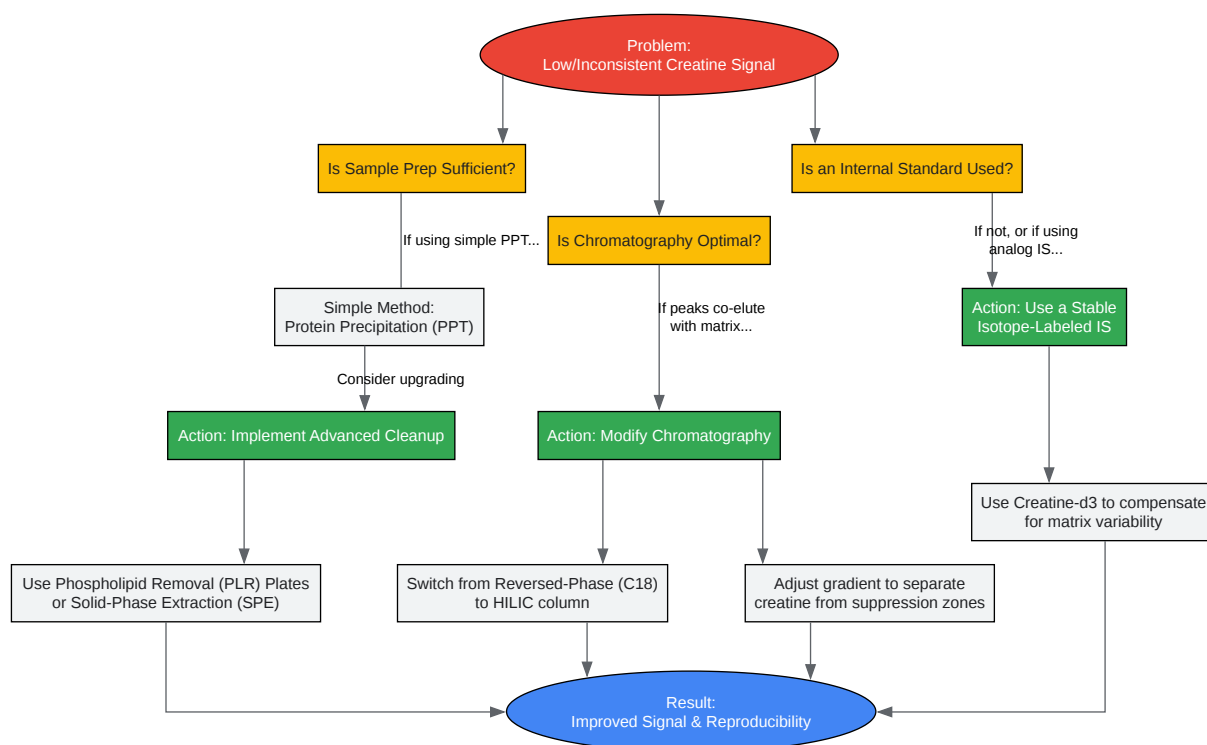 Problem:
Low/Inconsistent Creatine Signal
Is Sample Prep Sufficient?
Is an Internal Standard Used?
Is Chromatography Optimal?
If using simple PPT...
If not, or if using
analog IS...
Simple Method:
Protein Precipitation (PPT)
If peaks co-elute
with matrix...
Action: Use a Stable
Isotope-Labeled IS
Consider upgrading
Action: Implement Advanced Cleanup
Action: Modify Chromatography
Use Creatine-d3 to compensate
for matrix variability
Use Phospholipid Removal (PLR) Plates
or Solid-Phase Extraction (SPE)
Switch from Reversed-Phase (C18)
to HILIC column
Adjust gradient to separate
creatine from suppression zones
Result:
Improved Signal & Reproducibility